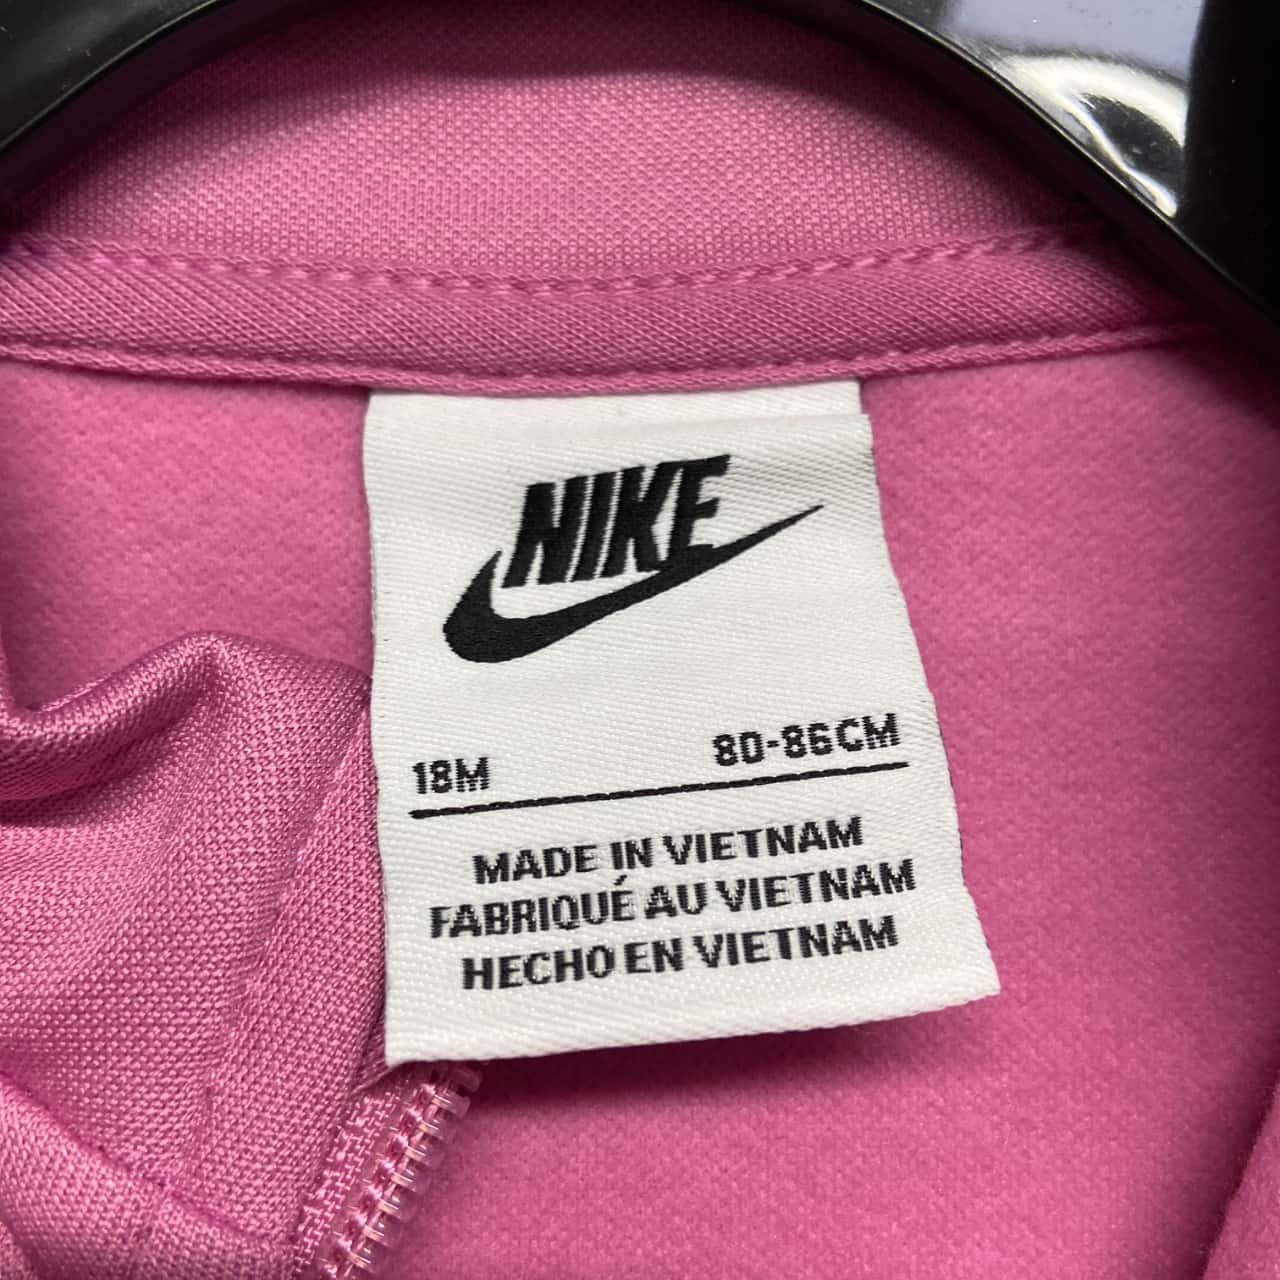 NIKE
18M 80-86CM
MADE IN VIETNAM
FABRIQUÉ AU VIETNAM
HECHO EN VIETNAM